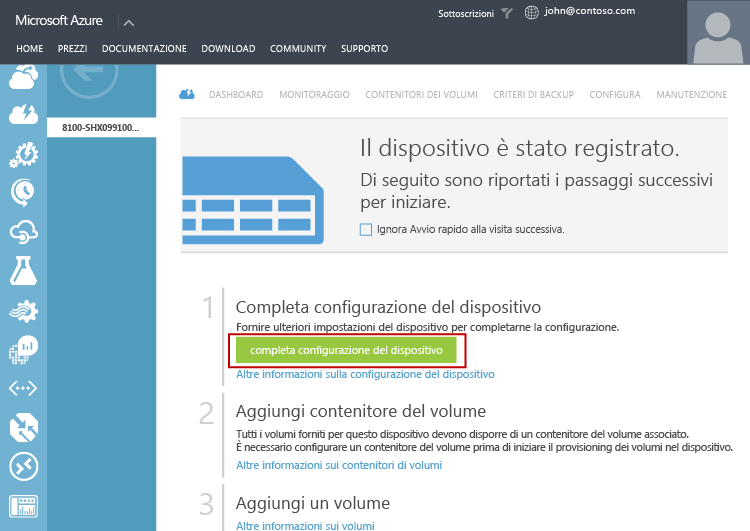 Microsoft Azure
Sottoscrizioni
john@contoso.com
HOME PREZZI DOCUMENTAZIONE DOWNLOAD COMMUNITY SUPPORTO
8100-SHX099100...
DASHBOARD MONITORAGGIO CONTENITORI DEI VOLUMI CRITERI DI BACKUP CONFIGURA MANUTENZIONE
Il dispositivo è stato registrato.
Di seguito sono riportati i passaggi successivi
per iniziare.
Ignora Avvio rapido alla visita successiva.
1 Completa configurazione del dispositivo
Fornire ulteriori impostazioni del dispositivo per completarne la configurazione.
completa configurazione del dispositivo
Altre informazioni sulla configurazione del dispositivo
2 Aggiungi contenitore del volume
Tutti i volumi forniti per questo dispositivo devono disporre di un contenitore del volume associato.
È necessario configurare un contenitore del volume prima di iniziare il provisioning dei volumi nel dispositivo.
Altre informazioni sui contenitori di volumi
3 Aggiungi un volume
Altre informazioni sui volumi